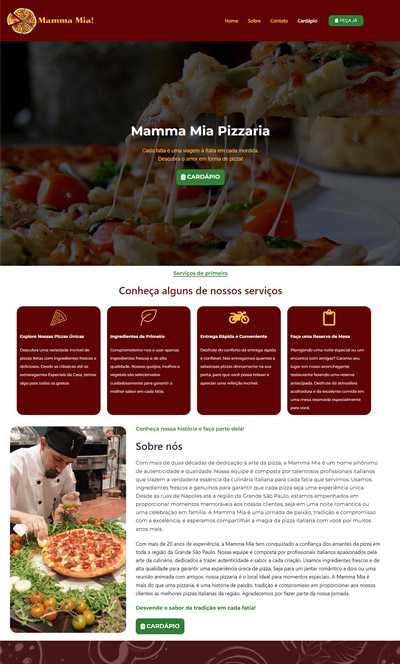 Mamma Mia!
Home Sobre Contato Cardápio PEÇA JÁ
Mamma Mia Pizzaria
Cada fatia é uma viagem à Itália em cada mordida.
Descubra o amor em forma de pizza!
CARDÁPIO
Serviços de primeira
Conheça alguns de nossos serviços
Explore Nossas Pizzas Únicas
Descubra uma variedade incrível de
pizzas feitas com ingredientes frescos e
deliciosos. Desde as clássicas até as
extravagantes Especiais da Casa, temos
algo para todos os gostos.
Ingredientes de Primeira
Comprometemo-nos a usar apenas
ingredientes frescos e de alta
qualidade. Nossos queijos, molhos e
vegetais são selecionados
cuidadosamente para garantir o
melhor sabor em cada fatia.
Entrega Rápida e Conveniente
Desfrute do conforto da entrega rápida
e confiável. Nós entregamos quentes e
saborosas pizzas diretamente na sua
porta, para que você possa relaxar e
apreciar uma refeição incrível.
Faça uma Reserva de Mesa
Planejando uma noite especial ou um
encontro com amigos? Garanta seu
lugar em nosso aconchegante
restaurante fazendo uma reserva
antecipada. Desfrute da atmosfera
acolhedora e da excelente comida em
uma mesa reservada especialmente
para você.
Conheça nossa história e faça parte dela!
Sobre nós
Com mais de duas décadas de dedicação à arte da pizza, a Mamma Mia é um nome sinônimo
de autenticidade e qualidade. Nossa equipe é composta por talentosos profissionais italianos
que trazem a verdadeira essência da culinária italiana para cada fatia que servimos. Usamos
ingredientes frescos e genuínos para garantir que cada pizza seja uma experiência única.
Desde as ruas de Nápoles até a região da Grande São Paulo, estamos empenhados em
proporcionar momentos memoráveis aos nossos clientes, seja em uma noite romântica ou
uma celebração em família. A Mamma Mia é uma jornada de paixão, tradição e compromisso
com a excelência, e esperamos compartilhar a magia da pizza italiana com você por muitos
anos mais.
Com mais de 20 anos de experiência, a Mamma Mia tem conquistado a confiança dos amantes da pizza em
toda a região da Grande São Paulo. Nossa equipe é composta por profissionais italianos apaixonados pela
arte da culinária, dedicados a trazer autenticidade e sabor a cada criação. Usamos ingredientes frescos e de
alta qualidade para garantir uma experiência única de pizza. Seja para um jantar romântico a dois ou uma
reunião animada com amigos, nossa pizzaria é o local ideal para momentos especiais. A Mamma Mia é
mais do que uma pizzaria, é uma história de paixão, tradição e compromisso em proporcionar aos nossos
clientes as melhores pizzas italianas da região. Agradecemos por fazer parte da nossa jornada.
Desvende o sabor da tradição em cada fatia!
CARDÁPIO